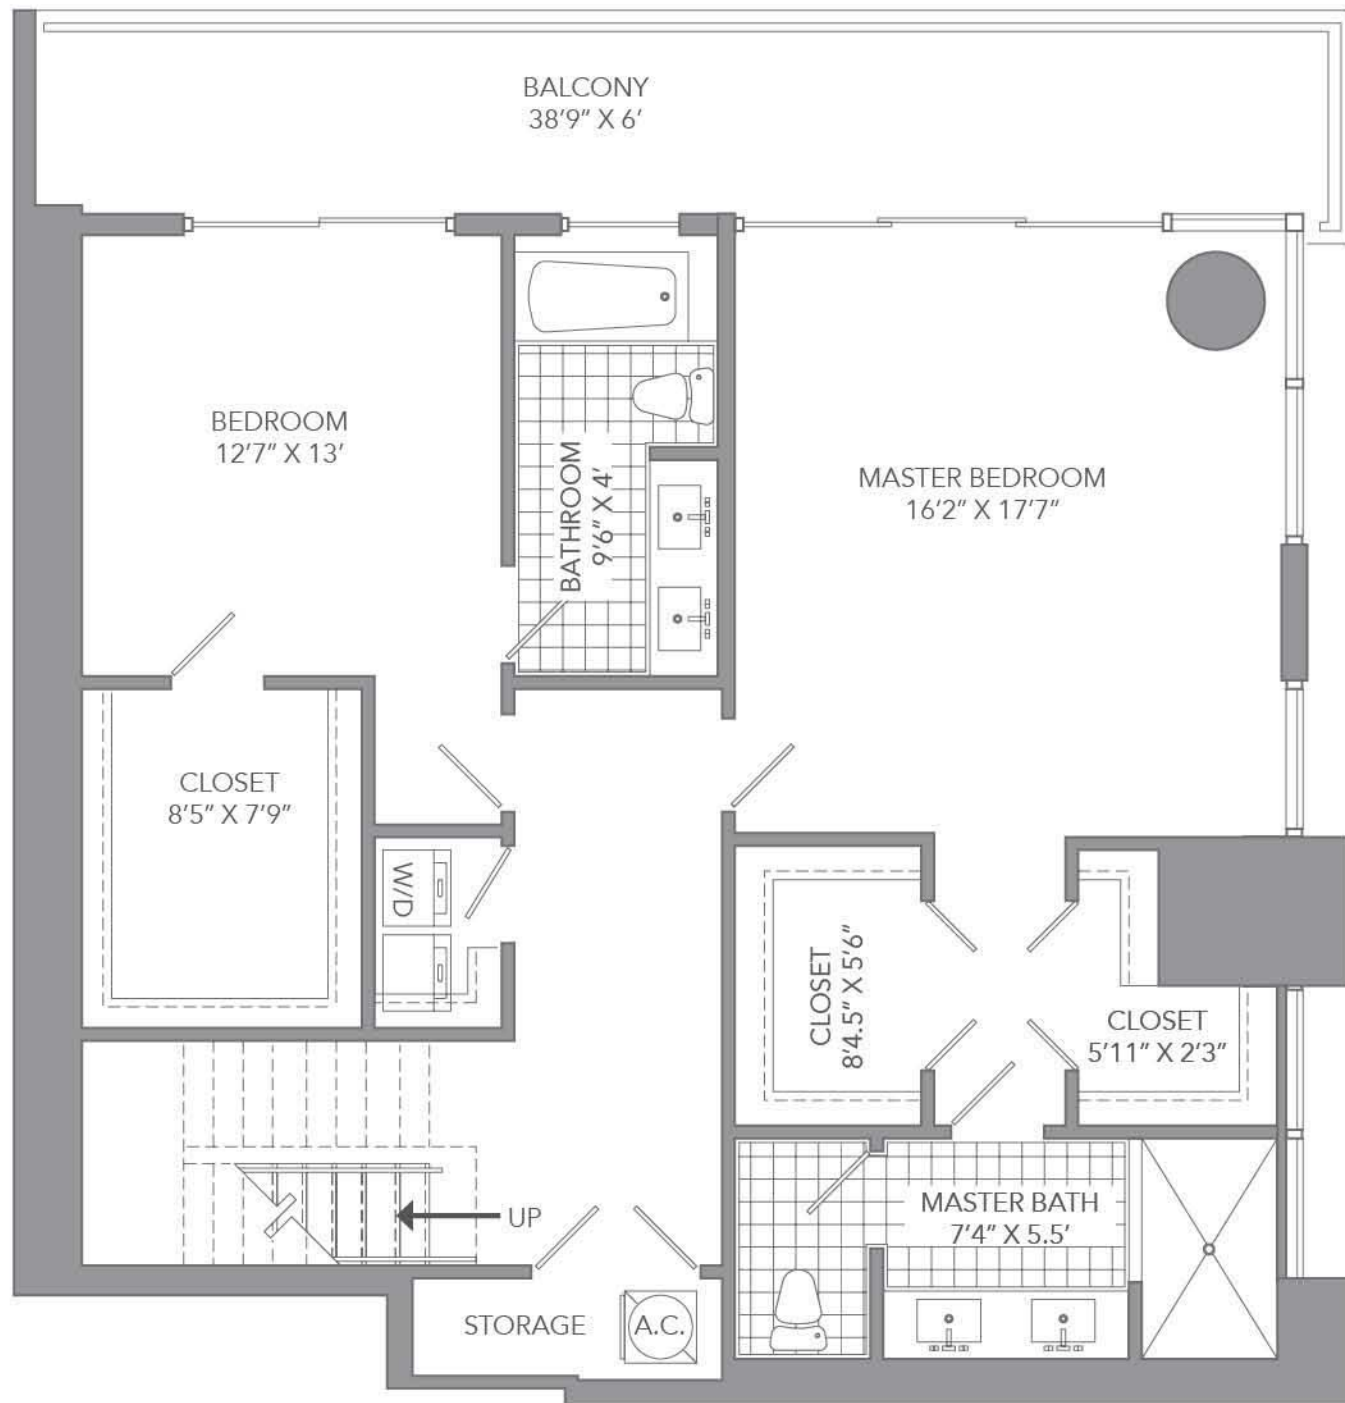 BALCONY
38'9" X 6'
BEDROOM
12'7" X 13'
BATHROOM
9'6" X 4'
MASTER BEDROOM
16'2" X 17'7"
CLOSET
8'5" X 7'9"
W/D
CLOSET
8'4.5" X 5'6"
CLOSET
5'11" X 2'3"
UP
MASTER BATH
7'4" X 5.5'
STORAGE
A.C.